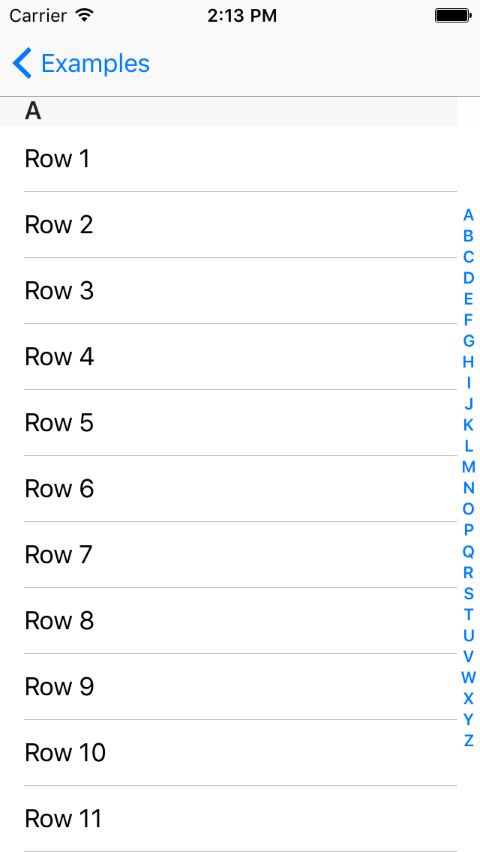 Carrier 2:13 PM
Examples
A
Row 1
Row 2
Row 3
Row 4
Row 5
Row 6
Row 7
Row 8
Row 9
Row 10
Row 11
A
B
C
D
E
F
G
H
I
J
K
L
M
N
O
P
Q
R
S
T
U
V
W
X
Y
Z